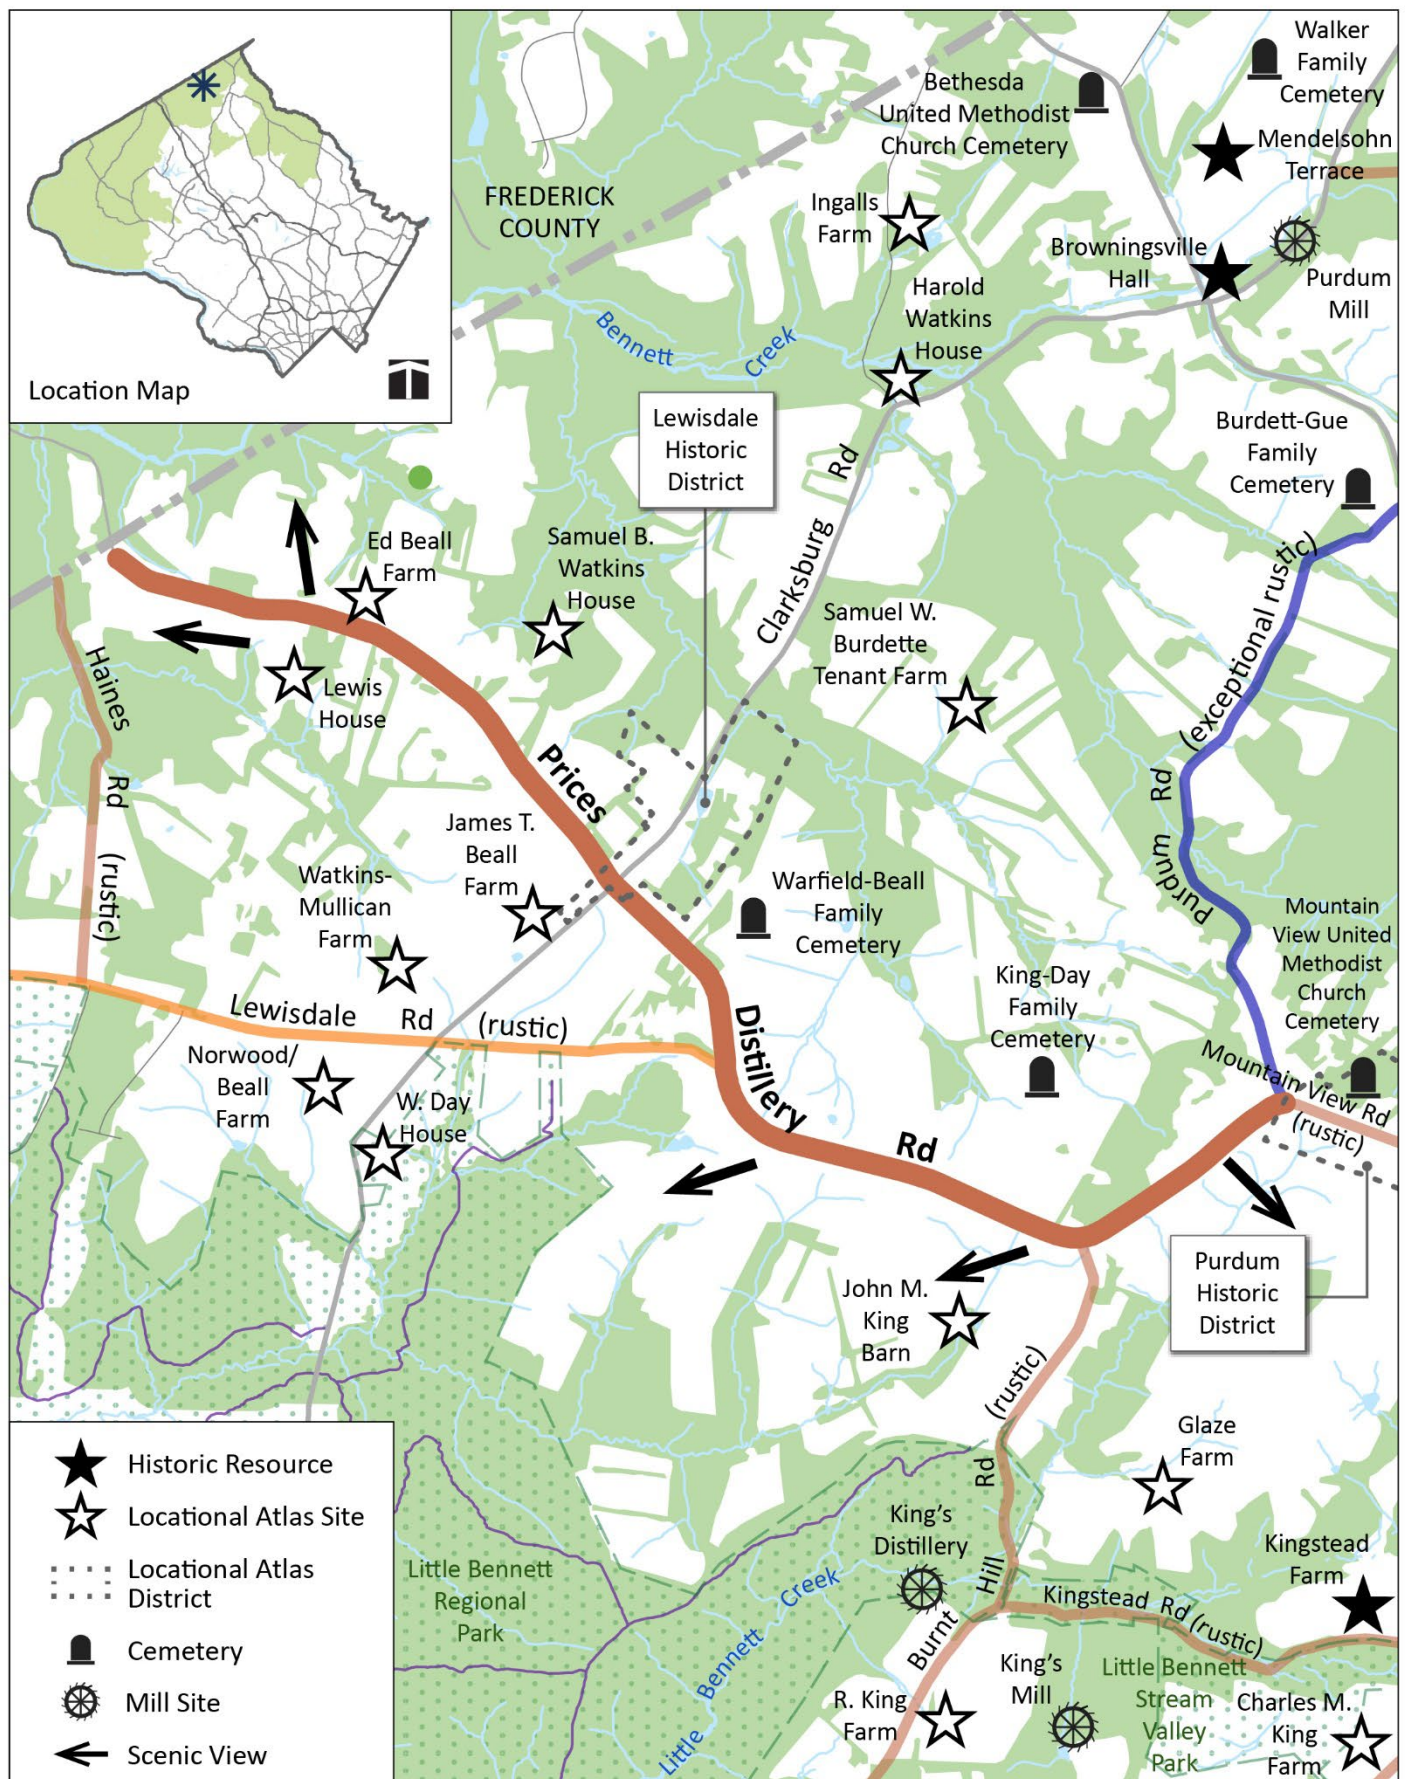 Location Map
FREDERICK
COUNTY
Bethesda
United Methodist
Church Cemetery
Walker
Family
Cemetery
Mendelsohn
Terrace
Ingalls
Farm
Browningsville
Hall
Purdum
Mill
Harold
Watkins
House
Bennett Creek
Lewisdale
Historic
District
Clarksburg Rd
Burdett-Gue
Family
Cemetery
Ed Beall
Farm
Samuel B.
Watkins
House
Samuel W.
Burdette
Tenant Farm
Purdum Rd (exceptional rustic)
Haines Rd (rustic)
Lewis
House
Prices Distillery Rd
James T.
Beall
Farm
Watkins-
Mullican
Farm
Warfield-Beall
Family
Cemetery
King-Day
Family
Cemetery
Mountain
View United
Methodist
Church
Cemetery
Lewisdale Rd (rustic)
Norwood/
Beall
Farm
W. Day
House
Mountain View Rd
(rustic)
Purdum
Historic
District
John M.
King
Barn
Burnt Hill Rd (rustic)
Glaze
Farm
King's
Distillery
Kingstead
Farm
Kingstead Rd (rustic)
Little Bennett
Regional
Park
Little Bennett Creek
King's
Mill
R. King
Farm
Little Bennett
Stream
Valley
Park
Charles M.
King
Farm
Historic Resource
Locational Atlas Site
Locational Atlas
District
Cemetery
Mill Site
Scenic View